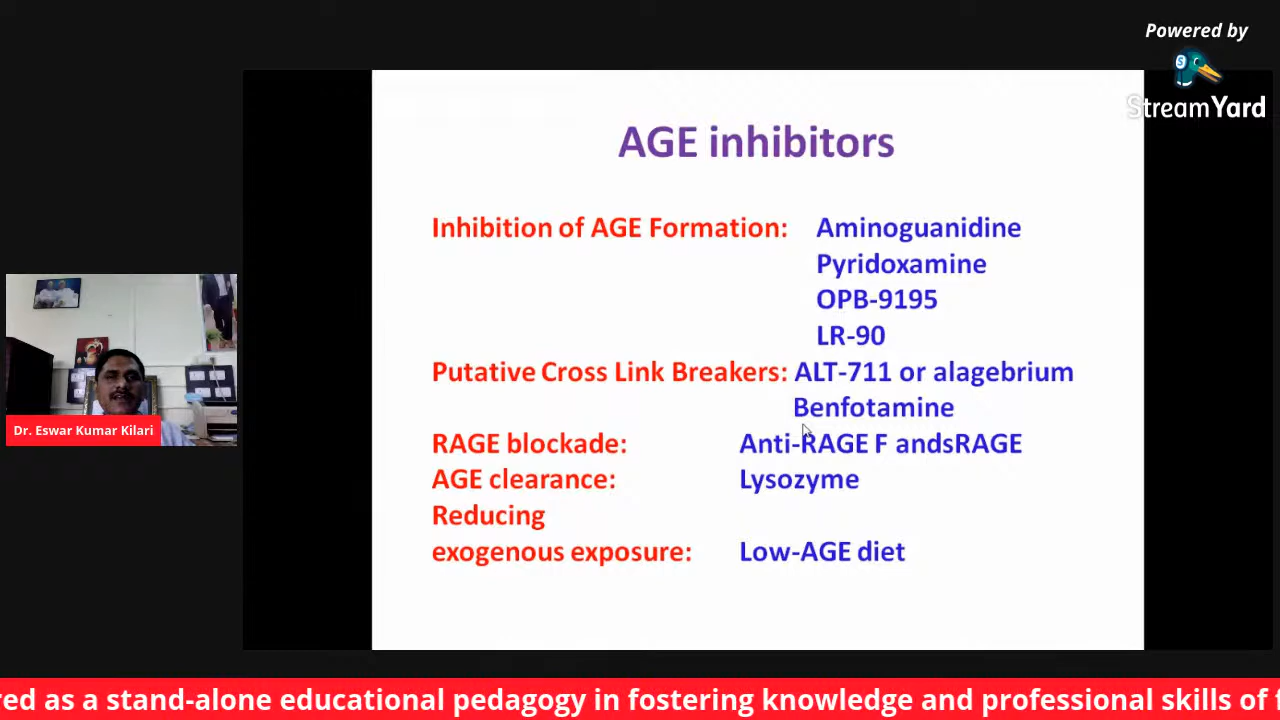 Powered by
StreamYard
AGE inhibitors
Inhibition of AGE Formation: Aminoguanidine
Pyridoxamine
OPB-9195
LR-90
Putative Cross Link Breakers: ALT-711 or alagebrium
Benfotamine
RAGE blockade: Anti-RAGE F andsRAGE
AGE clearance: Lysozyme
Reducing
exogenous exposure: Low-AGE diet
Dr. Eswar Kumar Kilari
red as a stand-alone educational pedagogy in fostering knowledge and professional skills of